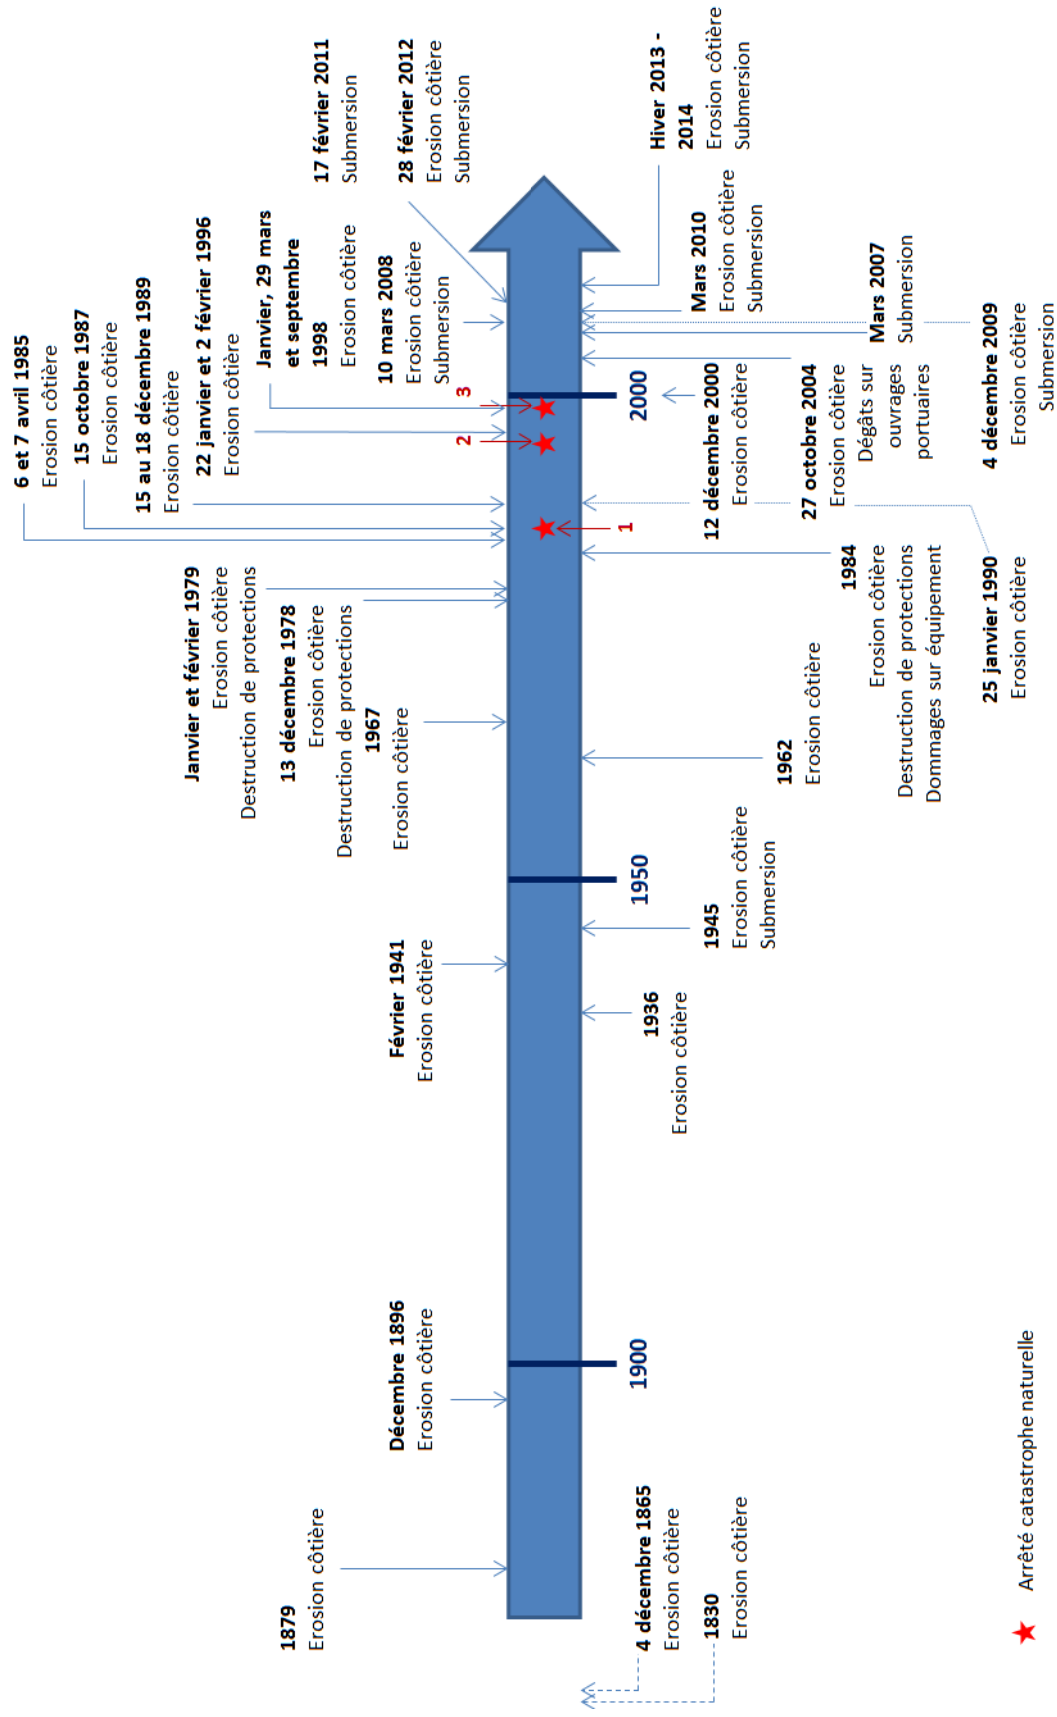 6 et 7 avril 1985
Erosion côtière
15 octobre 1987
Erosion côtière
15 au 18 décembre 1989
Erosion côtière
22 janvier et 2 février 1996
Erosion côtière
Janvier, 29 mars
et septembre
1998
Erosion côtière
17 février 2011
Submersion
28 février 2012
Erosion côtière
Submersion
10 mars 2008
Erosion côtière
Submersion
Janvier et février 1979
Erosion côtière
Destruction de protections
13 décembre 1978
Erosion côtière
Destruction de protections
1967
Erosion côtière
Février 1941
Erosion côtière
Décembre 1896
Erosion côtière
1879
Erosion côtière
1
2
3
1900
1950
2000
4 décembre 1865
Erosion côtière
1830
Erosion côtière
1936
Erosion côtière
1945
Erosion côtière
Submersion
1962
Erosion côtière
1984
Erosion côtière
Destruction de protections
Dommages sur équipement
25 janvier 1990
Erosion côtière
12 décembre 2000
Erosion côtière
27 octobre 2004
Erosion côtière
Dégâts sur
ouvrages
portuaires
Mars 2007
Submersion
4 décembre 2009
Erosion côtière
Submersion
Mars 2010
Erosion côtière
Submersion
Hiver 2013 -
2014
Erosion côtière
Submersion
Arrêté catastrophe naturelle